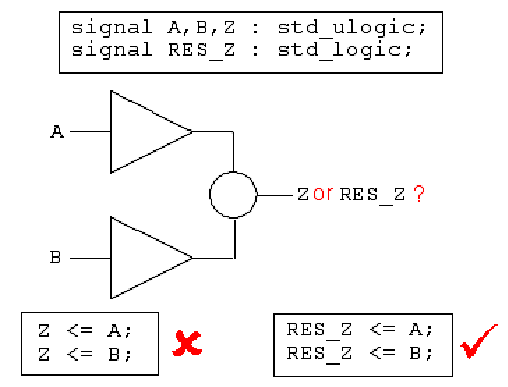 signal A,B,Z : std_ulogic;
signal RES_Z : std_logic;
A
Z or RES_Z ?
B
Z <= A;
Z <= B;
RES_Z <= A;
RES_Z <= B;